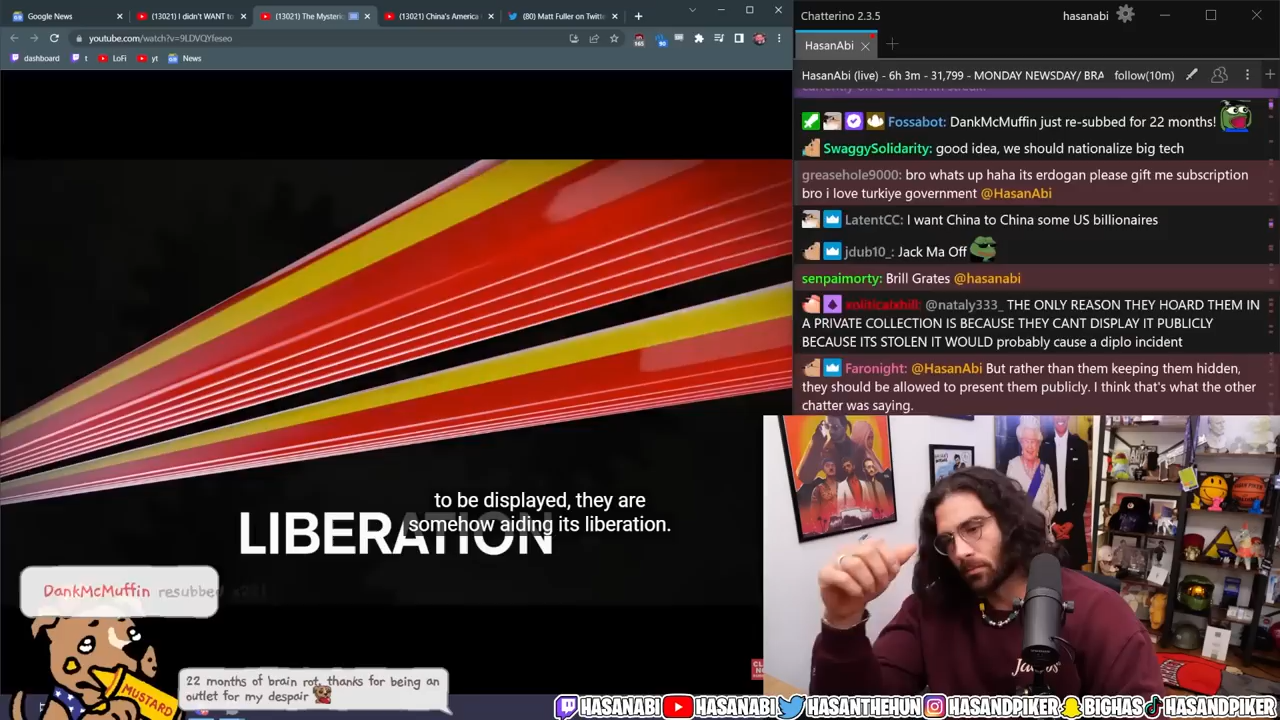 Google News
(13021) I didn't WANT to
(13021) The Mysteric
(13021) China's America
(80) Matt Fuller on Twitte
youtube.com/watch?v=9LDVQYfeseo
dashboard
t
LoFi
yt
News
to be displayed, they are
somehow aiding its liberation.
LIBERATION
DankMcMuffin resubbed
MUSTARD
22 months of brain rot, thanks for being an
outlet for my despair
Chatterino 2.3.5
hasanabi
HasanAbi
HasanAbi (live) - 6h 3m - 31,799 - MONDAY NEWSDAY/ BRA
follow(10m)
Fossabot: DankMcMuffin just re-subbed for 22 months!
SwaggySolidarity: good idea, we should nationalize big tech
greasehole9000: bro whats up haha its erdogan please gift me subscription
bro i love turkiye government @HasanAbi
LatentCC: I want China to China some US billionaires
jdub10_: Jack Ma Off
senpaimorty: Brill Grates @hasanabi
@nataly333_ THE ONLY REASON THEY HOARD THEM IN
A PRIVATE COLLECTION IS BECAUSE THEY CANT DISPLAY IT PUBLICLY
BECAUSE ITS STOLEN IT WOULD probably cause a diplo incident
Faronight: @HasanAbi But rather than them keeping them hidden,
they should be allowed to present them publicly. I think that's what the other
chatter was saying.
HASANABI
HASANABI
HASANTHEHUN
HASANDPIKER
BIGHAS
HASANDPIKER